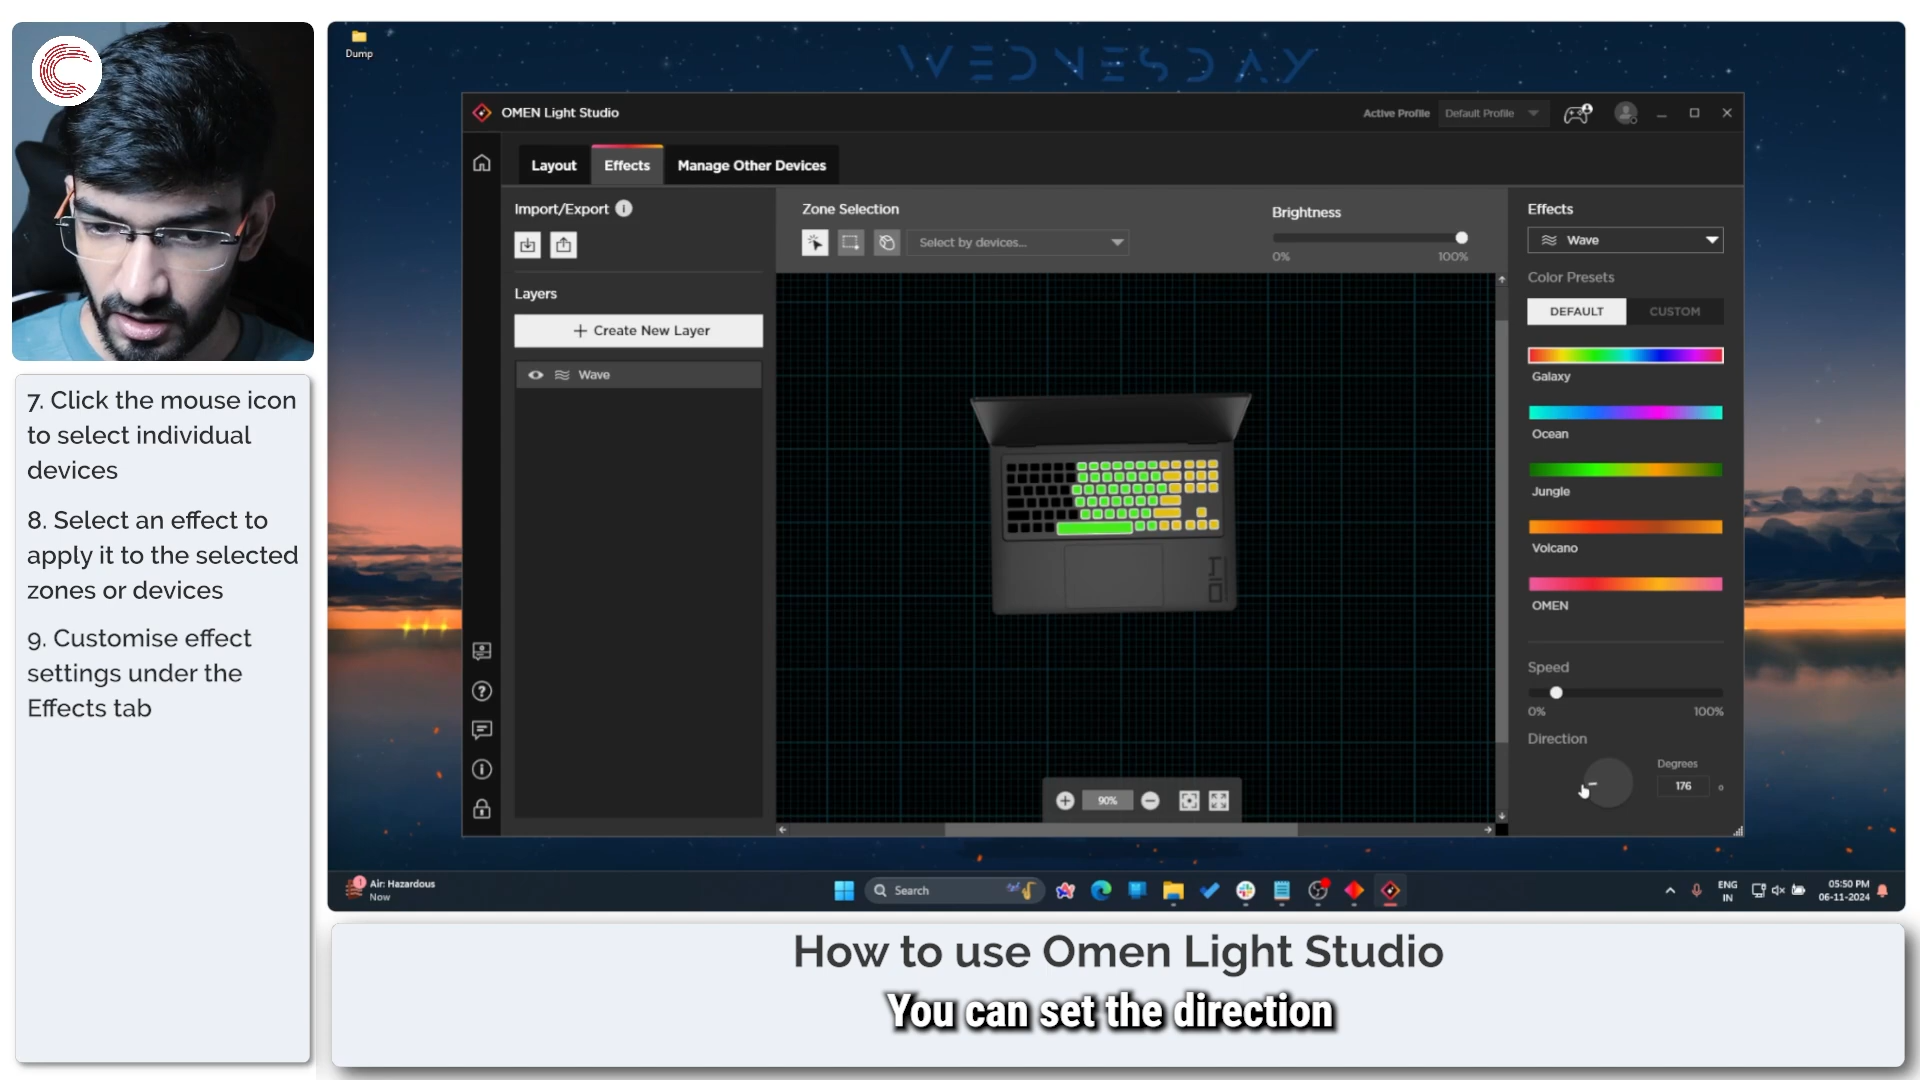 Dump
WEDNESDAY
OMEN Light Studio
Active Profile
Default Profile
Layout
Effects
Manage Other Devices
Import/Export
Layers
+ Create New Layer
Wave
Zone Selection
Select by devices...
Brightness
0%
100%
Effects
Wave
Color Presets
DEFAULT
CUSTOM
Galaxy
Ocean
Jungle
Volcano
OMEN
Speed
0%
100%
Direction
Degrees
176
90%
7. Click the mouse icon
to select individual
devices
8. Select an effect to
apply it to the selected
zones or devices
9. Customise effect
settings under the
Effects tab
Air: Hazardous
Now
Search
ENG
IN
05:50 PM
06-11-2024
How to use Omen Light Studio
You can set the direction